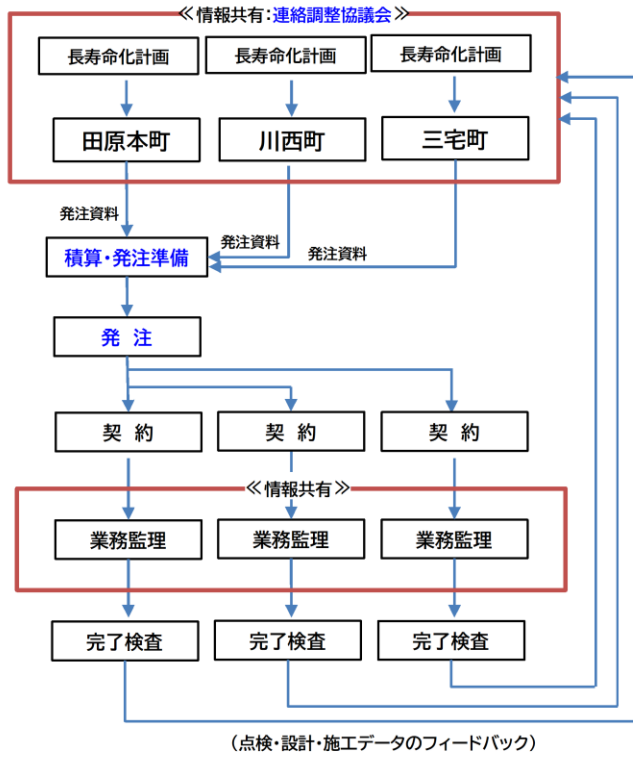 ≪情報共有:連絡調整協議会≫
長寿命化計画
長寿命化計画
長寿命化計画
田原本町
川西町
三宅町
発注資料
発注資料
発注資料
積算・発注準備
発 注
契 約
契 約
契 約
≪情報共有≫
業務監理
業務監理
業務監理
完了検査
完了検査
完了検査
(点検・設計・施工データのフィードバック)